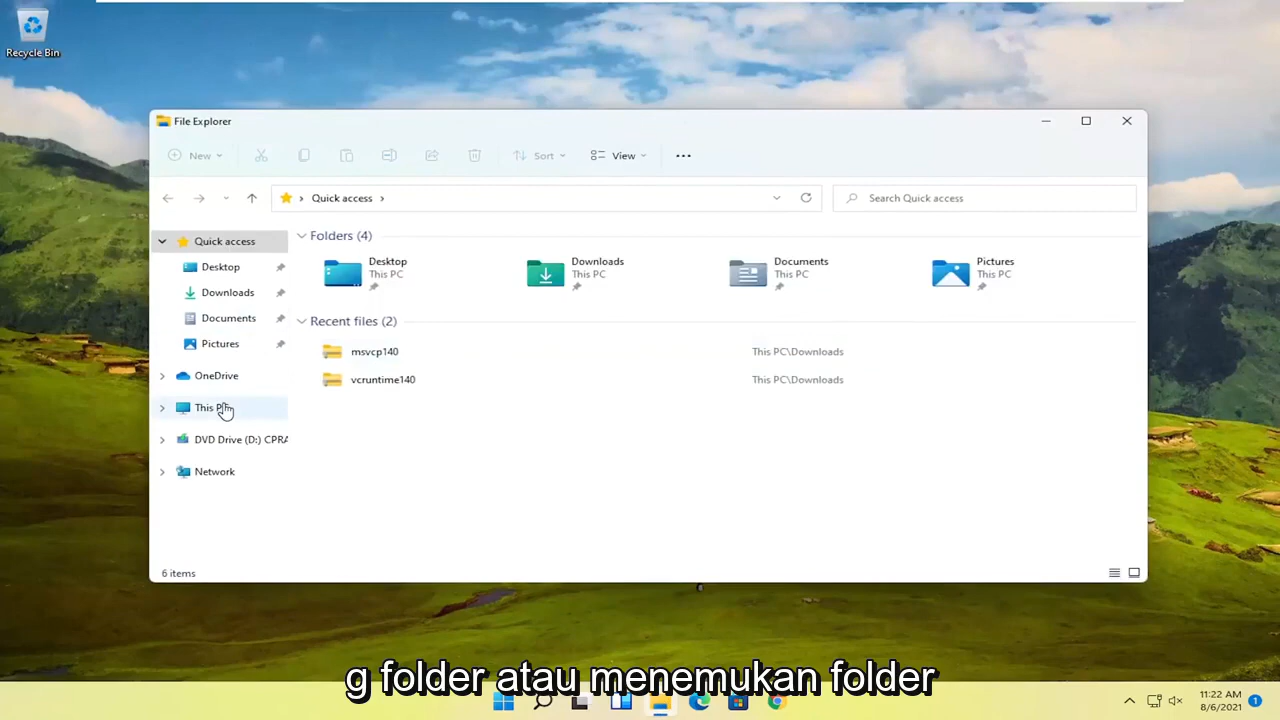 Recycle Bin
File Explorer
New
Sort
View
Quick access
Search Quick access
Quick access
Desktop
Downloads
Documents
Pictures
OneDrive
DVD Drive (D:) CPRA
Network
Folders (4)
Desktop
This PC
Downloads
This PC
Documents
This PC
Pictures
This PC
Recent files (2)
msvcp140
This PC\Downloads
vcruntime140
This PC\Downloads
6 items
g folder atau menemukan folder
11:22 AM
8/6/2021
1